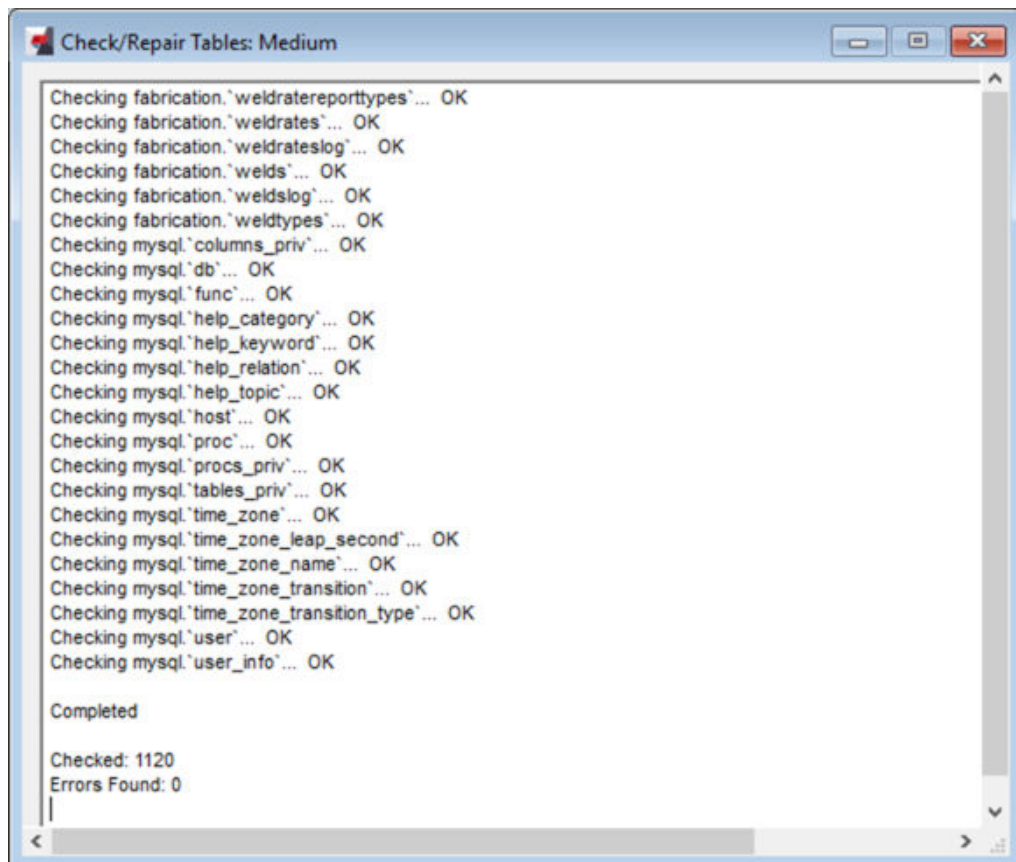 Check/Repair Tables: Medium
Checking fabrication.`weldratereporttypes`... OK
Checking fabrication.`weldrates`... OK
Checking fabrication.`weldrateslog`... OK
Checking fabrication.`welds`... OK
Checking fabrication.`weldslog`... OK
Checking fabrication.`weldtypes`... OK
Checking mysql.`columns_priv`... OK
Checking mysql.`db`... OK
Checking mysql.`func`... OK
Checking mysql.`help_category`... OK
Checking mysql.`help_keyword`... OK
Checking mysql.`help_relation`... OK
Checking mysql.`help_topic`... OK
Checking mysql.`host`... OK
Checking mysql.`proc`... OK
Checking mysql.`procs_priv`... OK
Checking mysql.`tables_priv`... OK
Checking mysql.`time_zone`... OK
Checking mysql.`time_zone_leap_second`... OK
Checking mysql.`time_zone_name`... OK
Checking mysql.`time_zone_transition`... OK
Checking mysql.`time_zone_transition_type`... OK
Checking mysql.`user`... OK
Checking mysql.`user_info`... OK
Completed
Checked: 1120
Errors Found: 0